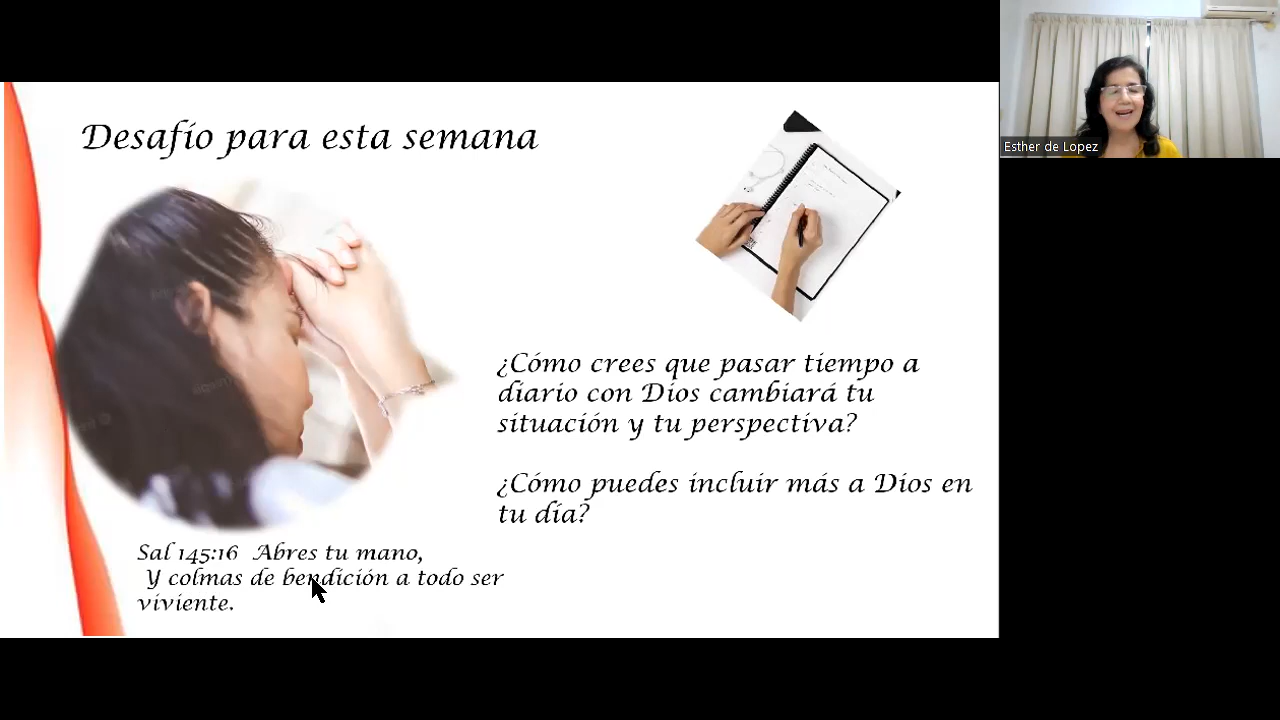 Desafío para esta semana
Esther de Lopez
¿Cómo crees que pasar tiempo a
diario con Dios cambiará tu
situación y tu perspectiva?
¿Cómo puedes incluir más a Dios en
tu día?
Sal 145:16 Abres tu mano,
Y colmas de bendición a todo ser
viviente.